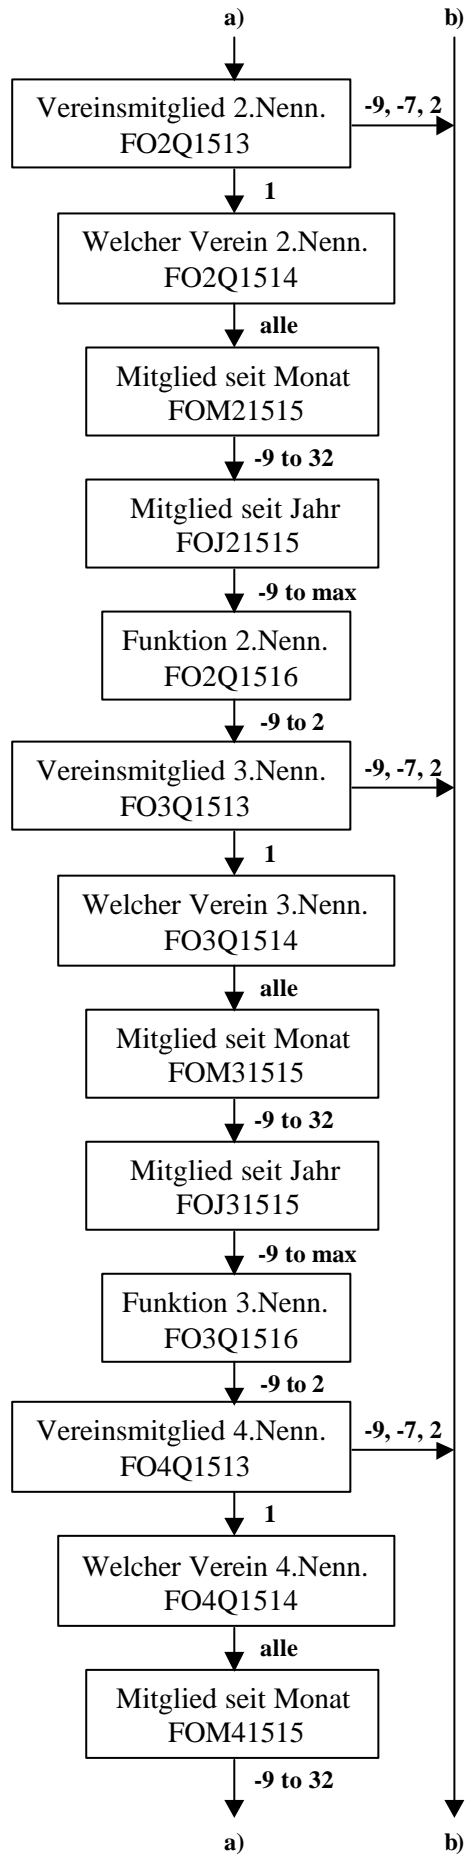 a) b)
Vereinsmitglied 2.Nenn.
FO2Q1513
-9, -7, 2
1
Welcher Verein 2.Nenn.
FO2Q1514
alle
Mitglied seit Monat
FOM21515
-9 to 32
Mitglied seit Jahr
FOJ21515
-9 to max
Funktion 2.Nenn.
FO2Q1516
-9 to 2
Vereinsmitglied 3.Nenn.
FO3Q1513
-9, -7, 2
1
Welcher Verein 3.Nenn.
FO3Q1514
alle
Mitglied seit Monat
FOM31515
-9 to 32
Mitglied seit Jahr
FOJ31515
-9 to max
Funktion 3.Nenn.
FO3Q1516
-9 to 2
Vereinsmitglied 4.Nenn.
FO4Q1513
-9, -7, 2
1
Welcher Verein 4.Nenn.
FO4Q1514
alle
Mitglied seit Monat
FOM41515
-9 to 32
a) b)